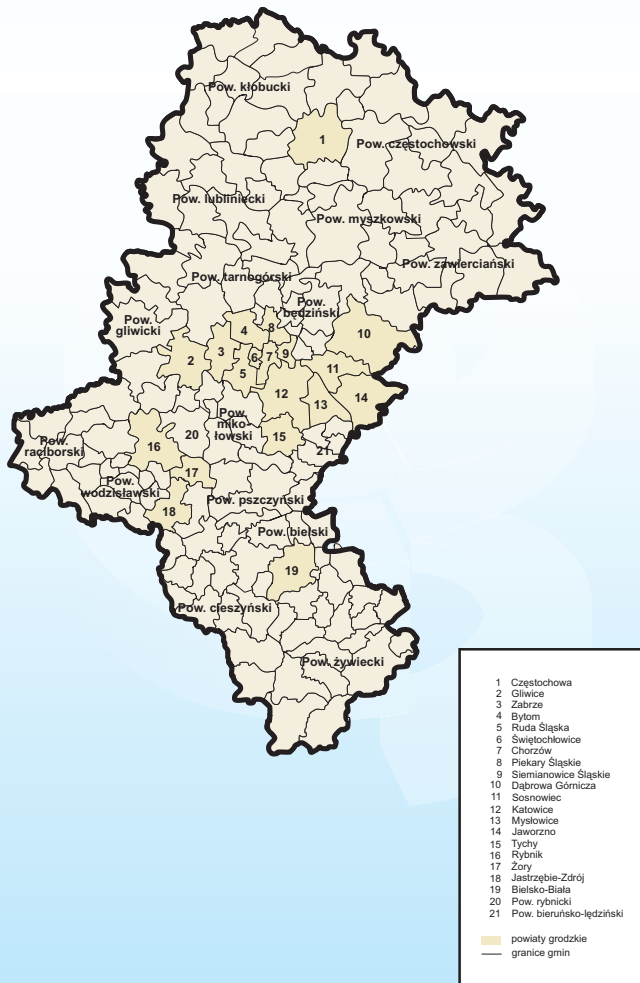 Pow. kłobucki
1
Pow. częstochowski
Pow. lubliniecki
Pow. myszkowski
Pow. zawierciański
Pow. tarnogórski
Pow.
będziński
Pow.
gliwicki
4
8
10
2
3
6
7
9
5
11
12
13
14
Pow.
miko-
łowski
20
15
16
21
Pow.
raciborski
17
Pow.
wodzisławski
18
Pow. pszczyński
Pow. bielski
19
Pow. cieszyński
Pow. żywiecki
1 Częstochowa
2 Gliwice
3 Zabrze
4 Bytom
5 Ruda Śląska
6 Świętochłowice
7 Chorzów
8 Piekary Śląskie
9 Siemianowice Śląskie
10 Dąbrowa Górnicza
11 Sosnowiec
12 Katowice
13 Mysłowice
14 Jaworzno
15 Tychy
16 Rybnik
17 Żory
18 Jastrzębie-Zdrój
19 Bielsko-Biała
20 Pow. rybnicki
21 Pow. bieruńsko-lędziński
powiaty grodzkie
granice gmin